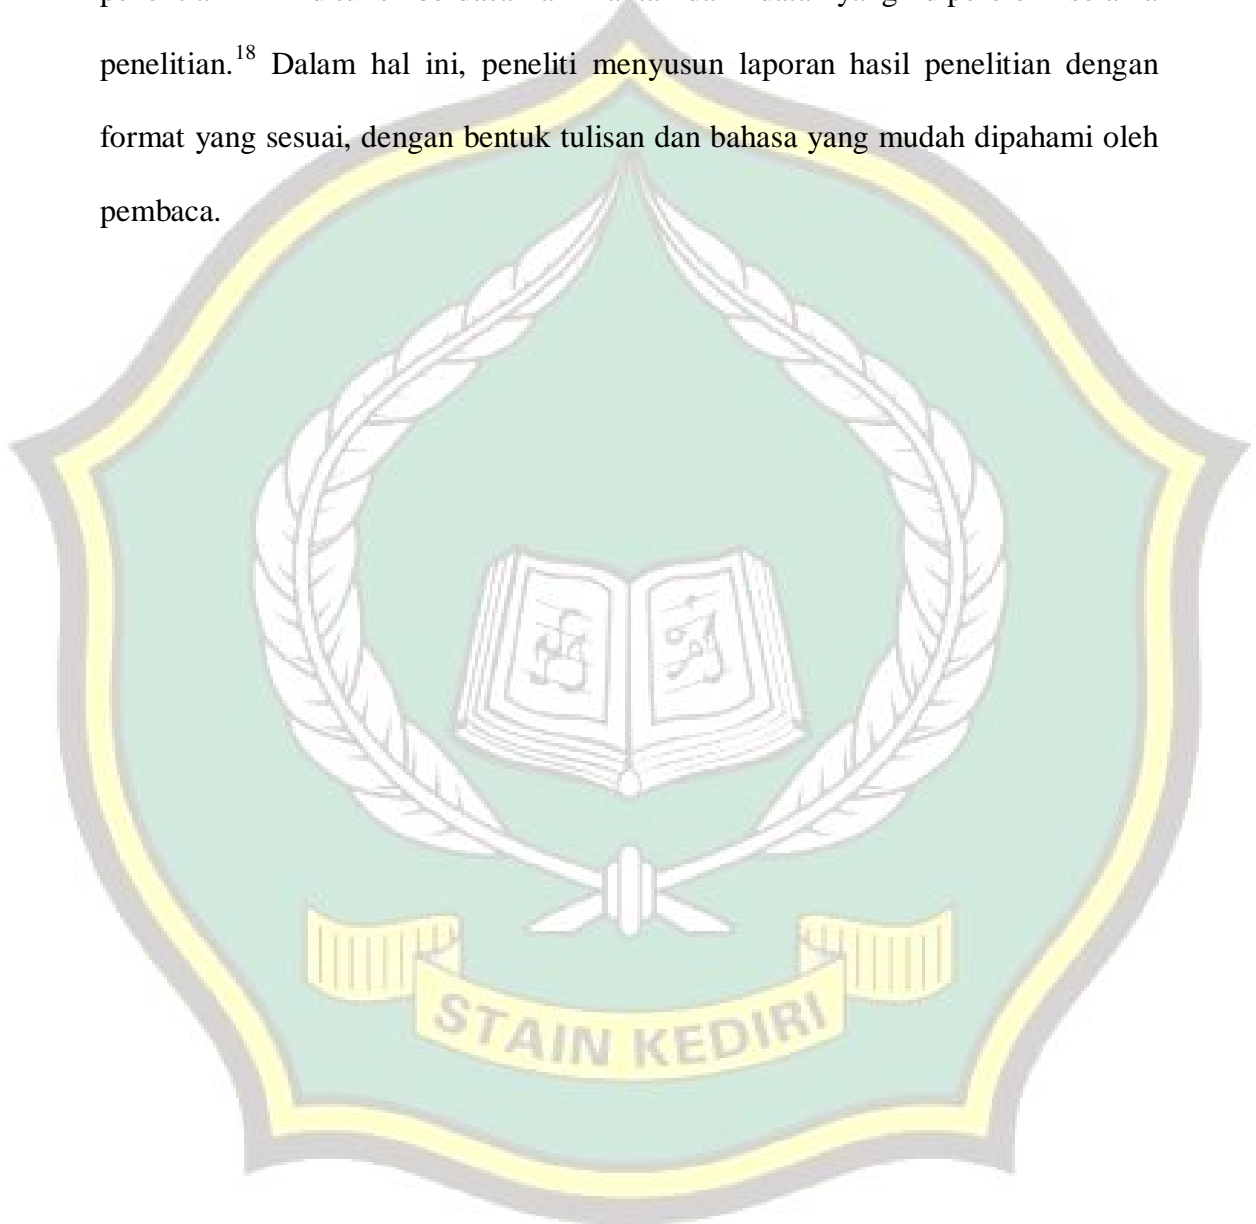 penelitian.18 Dalam hal ini, peneliti menyusun laporan hasil penelitian dengan
format yang sesuai, dengan bentuk tulisan dan bahasa yang mudah dipahami oleh
pembaca.
STAIN KEDIRI